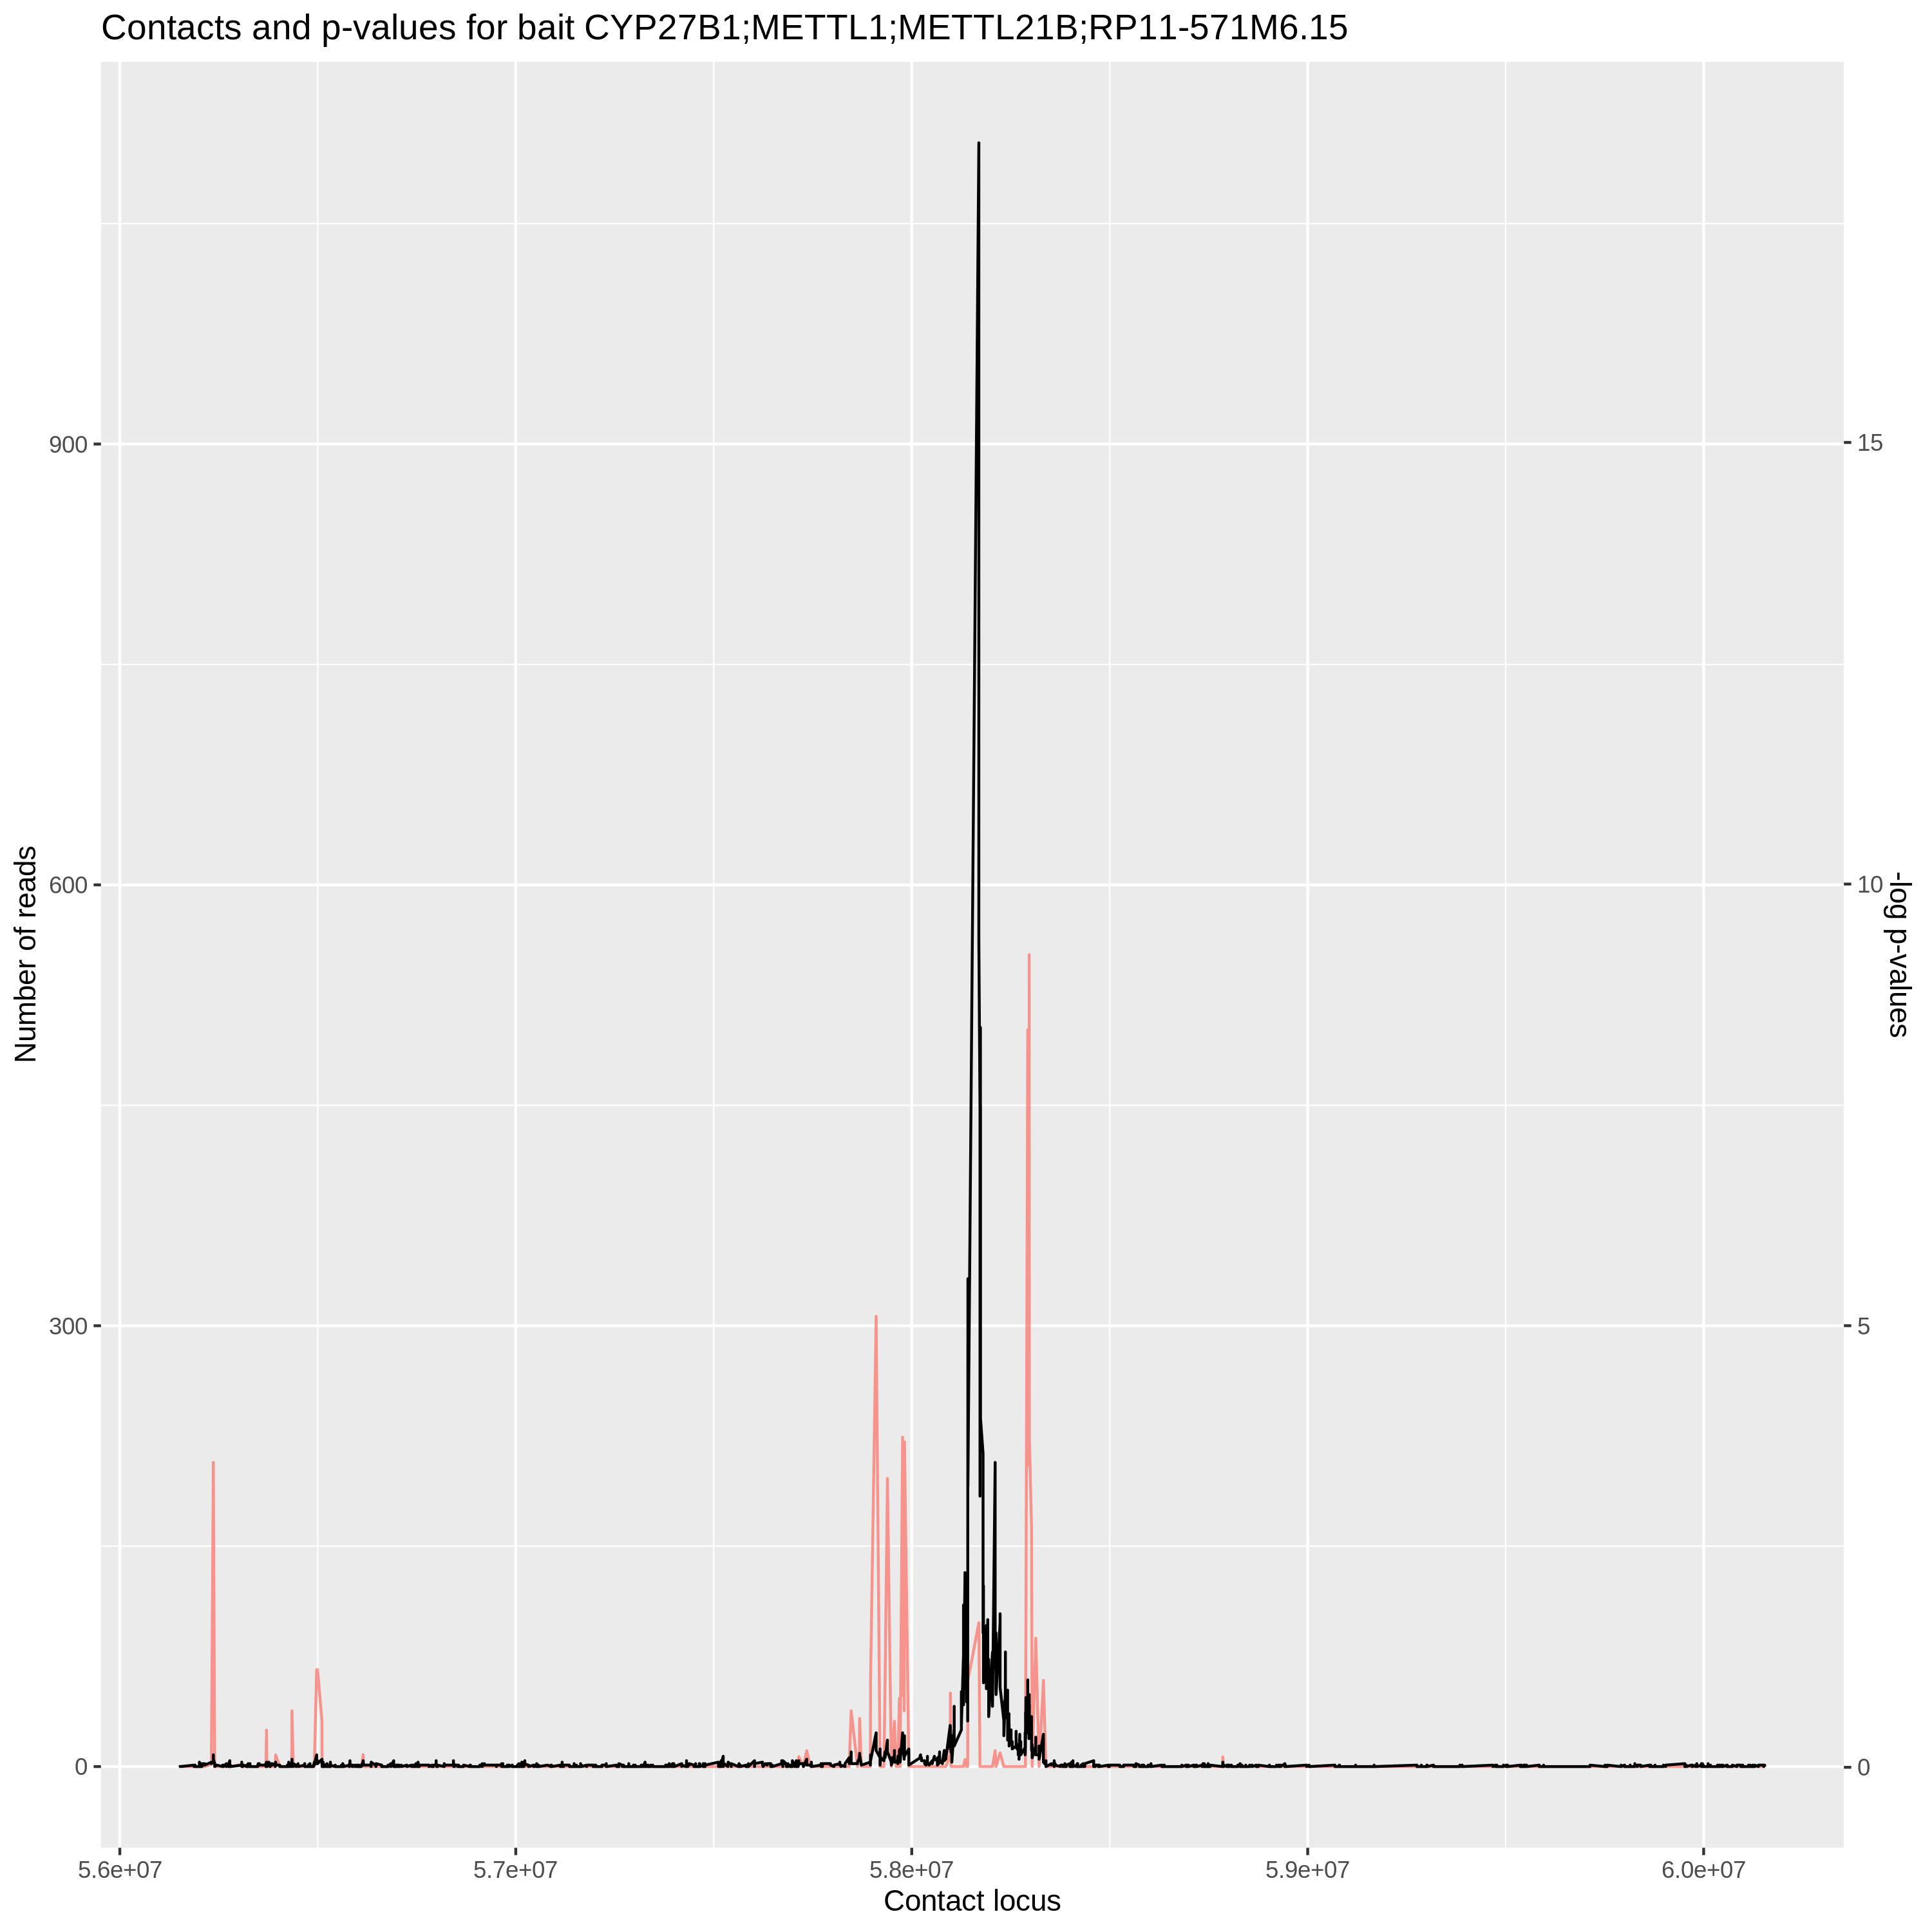 Contacts and p-values for bait CYP27B1;METTL1;METTL21B;RP11-571M6.15
Number of reads
900
600
300
0
15
10
5
0
-log p-values
5.6e+07 5.7e+07 5.8e+07 5.9e+07 6.0e+07
Contact locus